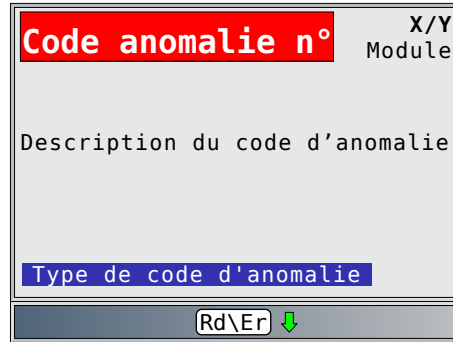 Code anomalie n°
X/Y
Module
Description du code d’anomalie
Type de code d'anomalie
Rd\Er